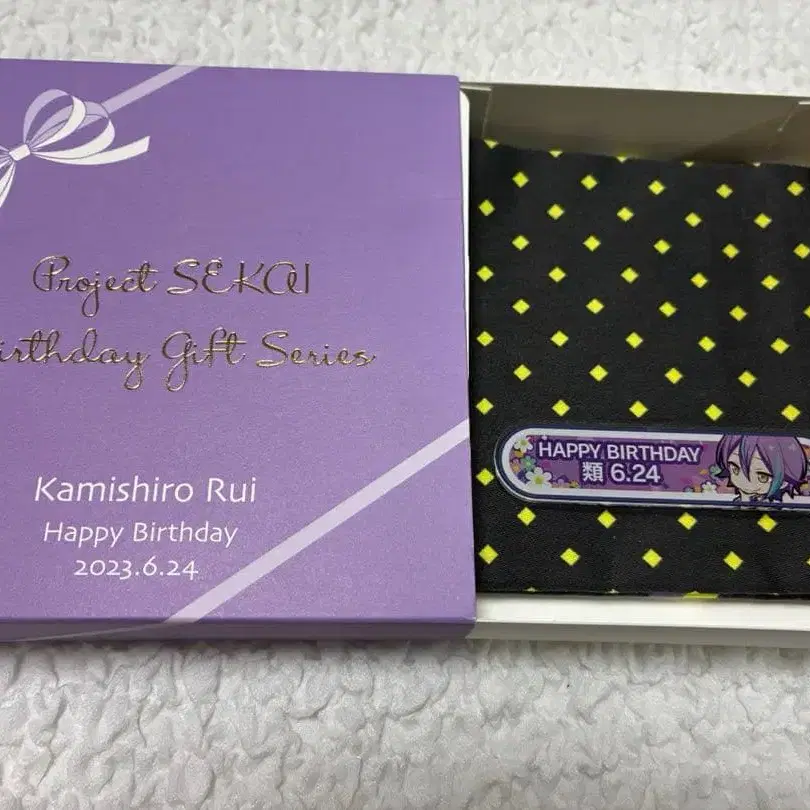 Project SEKAI
irthday Gift Series
Kamishiro Rui
Happy Birthday
2023.6.24
HAPPY BIRTHDAY
類 6.24